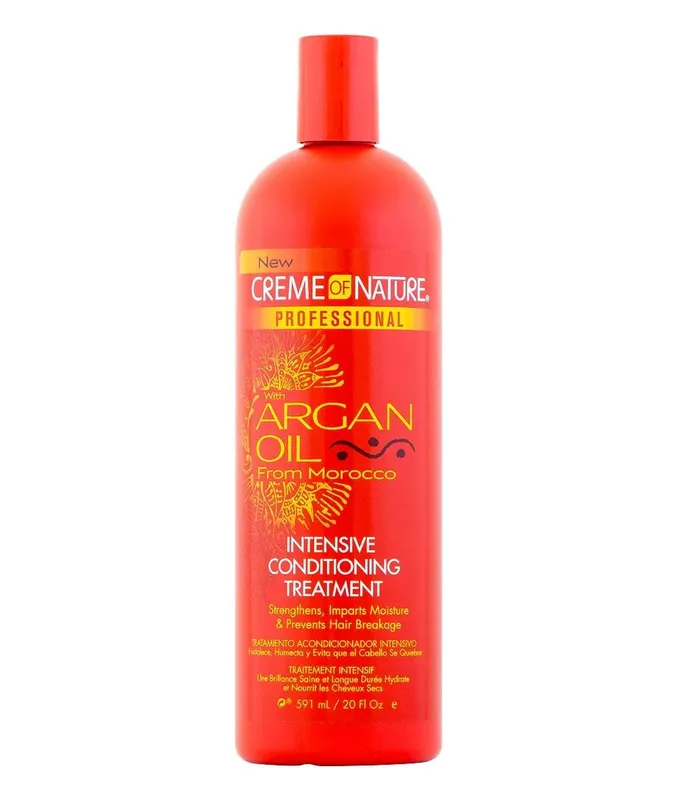 New
CREME OF NATURE®
PROFESSIONAL
With
ARGAN
OIL
From Morocco
INTENSIVE
CONDITIONING
TREATMENT
Strengthens, Imparts Moisture
& Prevents Hair Breakage
TRATAMIENTO ACONDICIONADOR INTENSIVO
Fortalece, Humecta y Evita que el Cabello Se Quiebre
TRAITEMENT INTENSIF
Une Brillance Saine et Longue Durée Hydrate
et Nourrit les Cheveux Secs
591 mL / 20 Fl Oz e